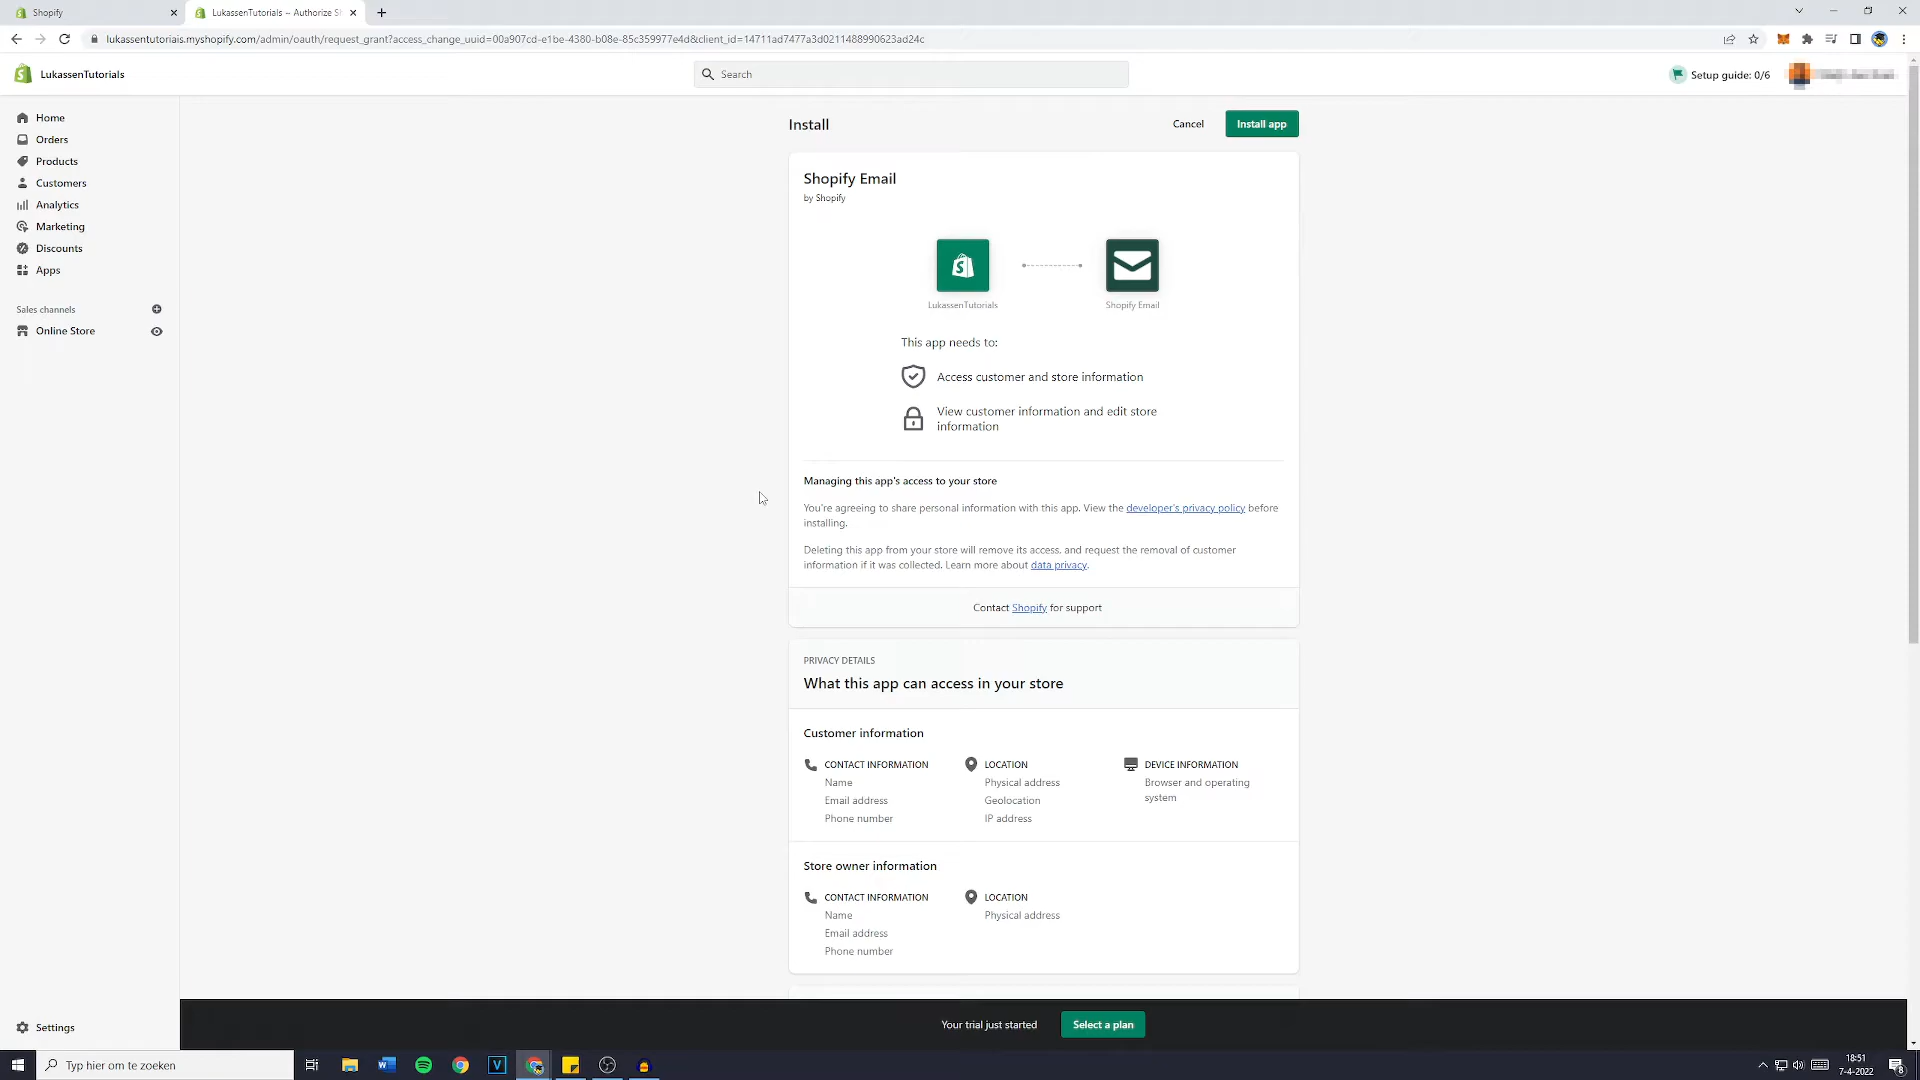 Shopify
LukassenTutorials – Authorize Sh
lukassentutorials.myshopify.com/admin/oauth/request_grant?access_change_uuid=00a907cd-e1be-4380-b08e-85c359977e4d&client_id=14711ad7477a3d0211488990623ad24c
LukassenTutorials
Search
Setup guide: 0/6
Home
Orders
Products
Customers
Analytics
Marketing
Discounts
Apps
Sales channels
Online Store
Settings
Install
Cancel
Install app
Shopify Email
by Shopify
LukassenTutorials
Shopify Email
This app needs to:
Access customer and store information
View customer information and edit store
information
Managing this app's access to your store
You're agreeing to share personal information with this app. View the developer's privacy policy before
installing.
Deleting this app from your store will remove its access, and request the removal of customer
information if it was collected. Learn more about data privacy.
Contact Shopify for support
PRIVACY DETAILS
What this app can access in your store
Customer information
CONTACT INFORMATION
Name
Email address
Phone number
LOCATION
Physical address
Geolocation
IP address
DEVICE INFORMATION
Browser and operating
system
Store owner information
CONTACT INFORMATION
Name
Email address
Phone number
LOCATION
Physical address
Your trial just started
Select a plan
Typ hier om te zoeken
18:51
7-4-2022
8